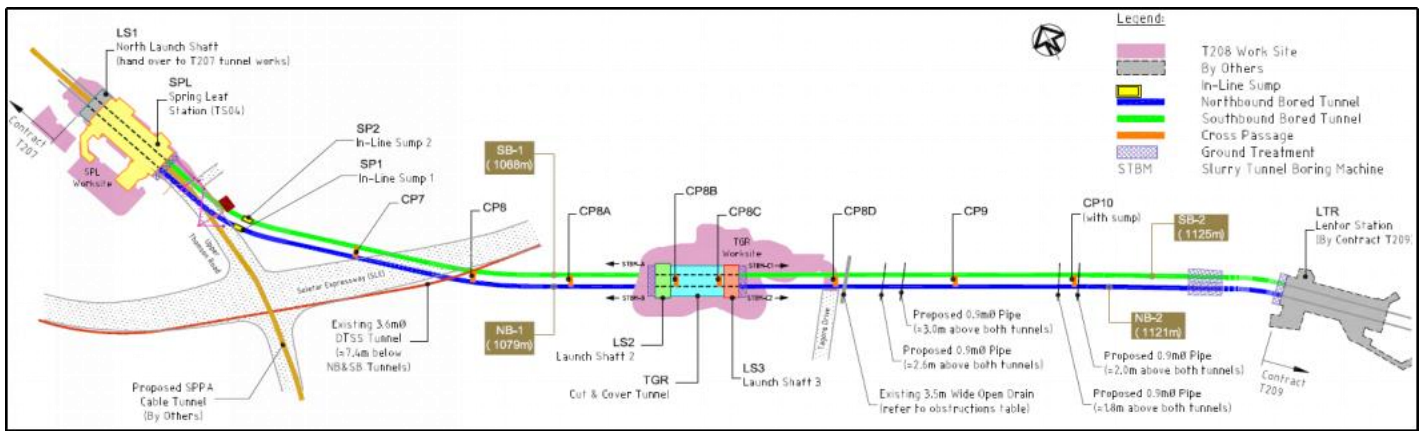 LS1
North Launch Shaft
(hand over to T207 tunnel works)
SPL
Spring Leaf
Station (TS04)
Contract
T207
SPL
Worksite
SP2
In-Line Sump 2
SP1
In-Line Sump 1
CP7
Upper
Thomson Road
Seletar Expressway (SLE)
CP8
SB-1
(1068m)
CP8A
NB-1
(1079m)
Existing 3.6mØ
DTSS Tunnel
(≈7.4m below
NB&SB Tunnels)
Proposed SPPA
Cable Tunnel
(By Others)
CP8B
CP8C
TGR
Worksite
STBM-A
STBM-B
STBM-C1
STBM-C2
LS2
Launch Shaft 2
TGR
Cut & Cover Tunnel
LS3
Launch Shaft 3
CP8D
Tagore Drive
CP9
CP10
(with sump)
SB-2
(1125m)
NB-2
(1121m)
LTR
Lentor Station
(By Contract T209)
Proposed 0.9mØ Pipe
(≈3.0m above both tunnels)
Proposed 0.9mØ Pipe
(≈2.6m above both tunnels)
Existing 3.5m Wide Open Drain
(refer to obstructions table)
Proposed 0.9mØ Pipe
(≈2.0m above both tunnels)
Proposed 0.9mØ Pipe
(≈1.8m above both tunnels)
Contract
T209
Legend:
T208 Work Site
By Others
In-Line Sump
Northbound Bored Tunnel
Southbound Bored Tunnel
Cross Passage
Ground Treatment
STBM Slurry Tunnel Boring Machine